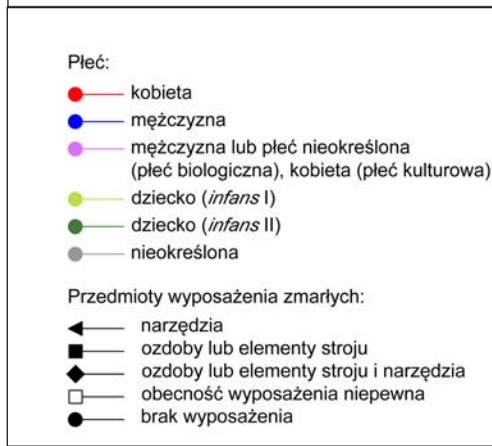 Płeć:
kobieta
mężczyzna
mężczyzna lub płeć nieokreślona
(płeć biologiczna), kobieta (płeć kulturowa)
dziecko (infans I)
dziecko (infans II)
nieokreślona
Przedmioty wyposażenia zmarłych:
narzędzia
ozdoby lub elementy stroju
ozdoby lub elementy stroju i narzędzia
obecność wyposażenia niepewna
brak wyposażenia